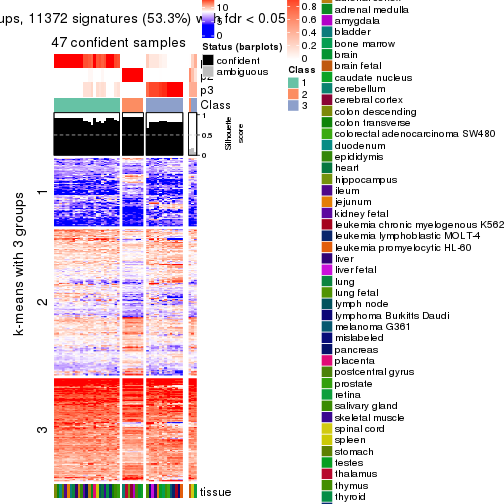 ups, 11372 signatures (53.3%) with fdr < 0.05
47 confident samples
p3
Class
1
0.5
0
Silhouette
score
k-means with 3 groups
1
2
3
tissue
10
5
0
Status (barplots)
confident
ambiguous
0.8
0.6
0.4
0.2
0
Class
1
2
3
adrenal medulla
amygdala
bladder
bone marrow
brain
brain fetal
caudate nucleus
cerebellum
cerebral cortex
colon descending
colon transverse
colorectal adenocarcinoma SW480
duodenum
epididymis
heart
hippocampus
ileum
jejunum
kidney fetal
leukemia chronic myelogenous K562
leukemia lymphoblastic MOLT-4
leukemia promyelocytic HL-60
liver
liver fetal
lung
lung fetal
lymph node
lymphoma Burkitts Daudi
melanoma G361
mislabeled
pancreas
placenta
postcentral gyrus
prostate
retina
salivary gland
skeletal muscle
spinal cord
spleen
stomach
testes
thalamus
thymus
thyroid